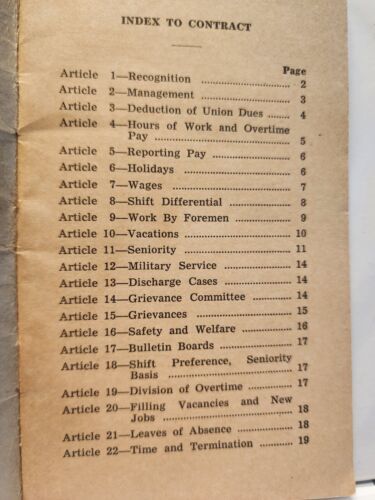 INDEX TO CONTRACT
Page
Article 1—Recognition ........................ 2
Article 2—Management ........................ 3
Article 3—Deduction of Union Dues ...... 4
Article 4—Hours of Work and Overtime
Pay ........................................ 5
Article 5—Reporting Pay ...................... 6
Article 6—Holidays .............................. 6
Article 7—Wages ................................ 7
Article 8—Shift Differential .................. 8
Article 9—Work By Foremen ................ 9
Article 10—Vacations ............................ 10
Article 11—Seniority .............................. 11
Article 12—Military Service .................. 14
Article 13—Discharge Cases .................. 14
Article 14—Grievance Committee .......... 14
Article 15—Grievances .......................... 15
Article 16—Safety and Welfare .............. 16
Article 17—Bulletin Boards .................... 17
Article 18—Shift Preference, Seniority
Basis ...................................... 17
Article 19—Division of Overtime ............ 17
Article 20—Filling Vacancies and New
Jobs ........................................ 18
Article 21—Leaves of Absence ................ 18
Article 22—Time and Termination .......... 19